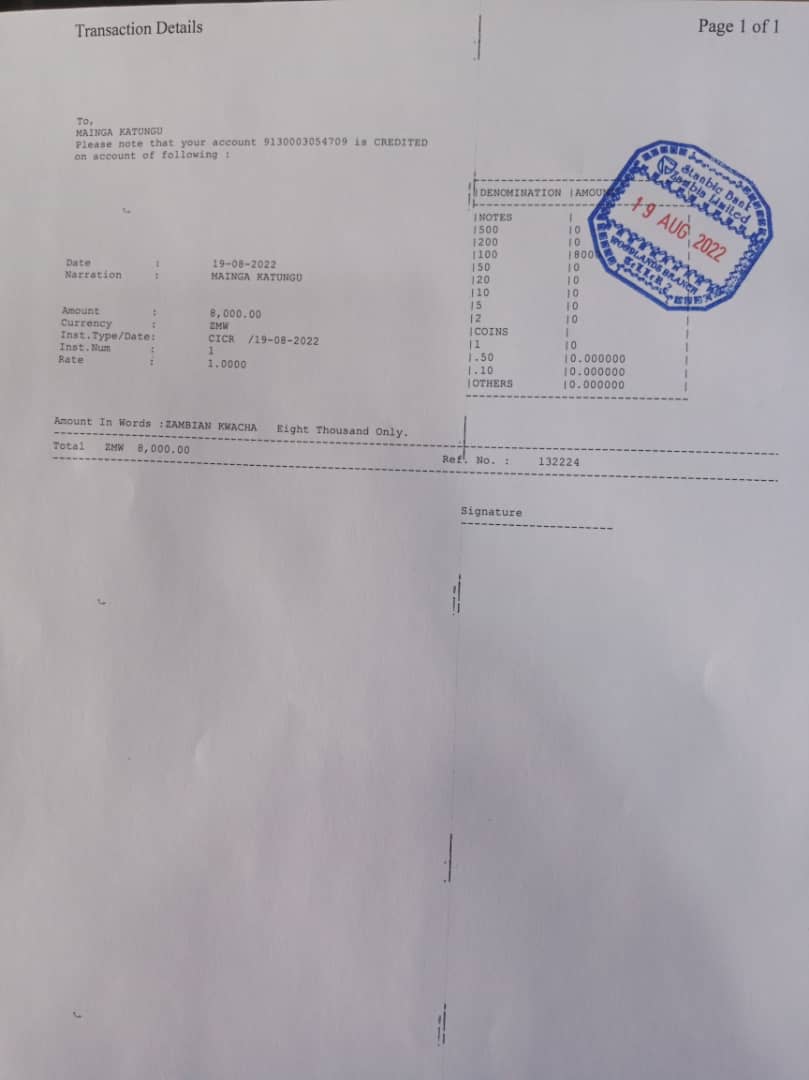 Transaction Details
Page 1 of 1
To,
MAINGA KATUNGU
Please note that your account 9130003054709 is CREDITED
on account of following :
Date : 19-08-2022
Narration : MAINGA KATUNGU
Amount : 8,000.00
Currency : ZMW
Inst.Type/Date: CICR /19-08-2022
Inst.Num : 1
Rate : 1.0000
|DENOMINATION |AMOUN
|NOTES |
|500 |0
|200 |0
|100 |800
|50 |0
|20 |0
|10 |0
|5 |0
|2 |0
|COINS |
|1 |0
|.50 |0.000000
|.10 |0.000000
|OTHERS |0.000000
Stanbic Bank
Zambia Limited
19 AUG 2022
WOODLANDS BRANCH
Amount In Words :ZAMBIAN KWACHA Eight Thousand Only.
Total ZMW 8,000.00
Ref. No. : 132224
Signature